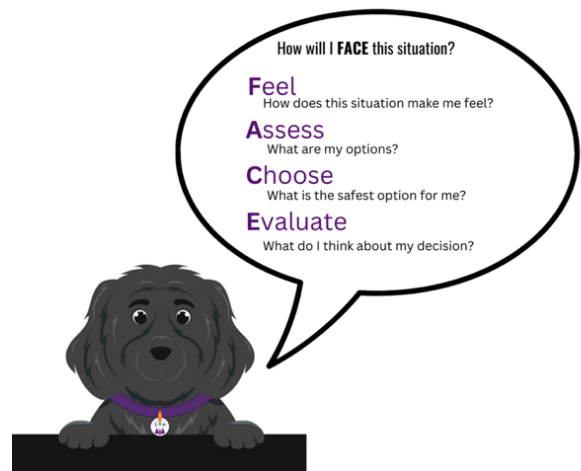 How will I FACE this situation?
Feel
How does this situation make me feel?
Assess
What are my options?
Choose
What is the safest option for me?
Evaluate
What do I think about my decision?